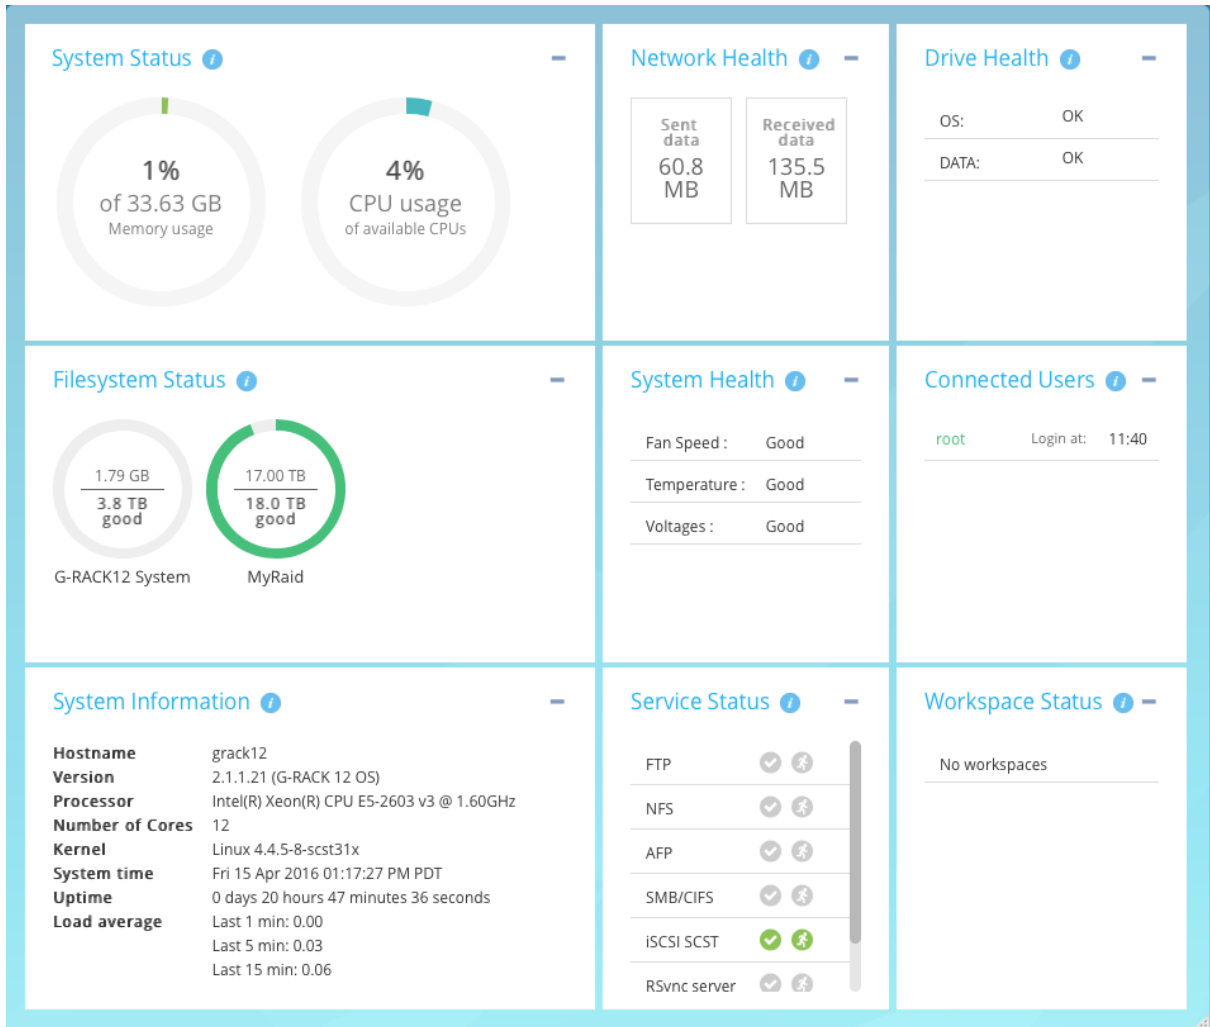 System Status
1%
of 33.63 GB
Memory usage
4%
CPU usage
of available CPUs
Network Health
Sent
data
60.8
MB
Received
data
135.5
MB
Drive Health
OS: OK
DATA: OK
Filesystem Status
1.79 GB
3.8 TB
good
G-RACK12 System
17.00 TB
18.0 TB
good
MyRaid
System Health
Fan Speed : Good
Temperature : Good
Voltages : Good
Connected Users
root Login at: 11:40
System Information
Hostname grack12
Version 2.1.1.21 (G-RACK 12 OS)
Processor Intel(R) Xeon(R) CPU E5-2603 v3 @ 1.60GHz
Number of Cores 12
Kernel Linux 4.4.5-8-scst31x
System time Fri 15 Apr 2016 01:17:27 PM PDT
Uptime 0 days 20 hours 47 minutes 36 seconds
Load average Last 1 min: 0.00
Last 5 min: 0.03
Last 15 min: 0.06
Service Status
FTP
NFS
AFP
SMB/CIFS
iSCSI SCST
RSync server
Workspace Status
No workspaces